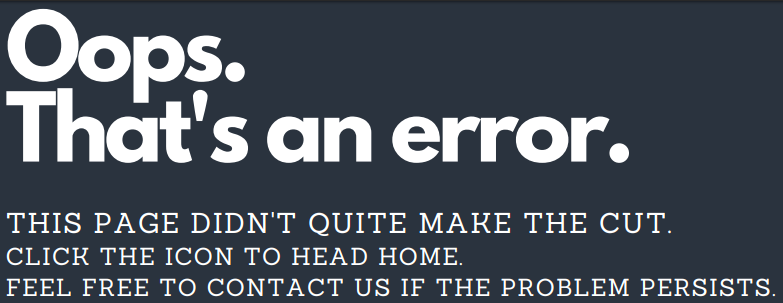 Oops.
That's an error.
THIS PAGE DIDN'T QUITE MAKE THE CUT.
CLICK THE ICON TO HEAD HOME.
FEEL FREE TO CONTACT US IF THE PROBLEM PERSISTS.